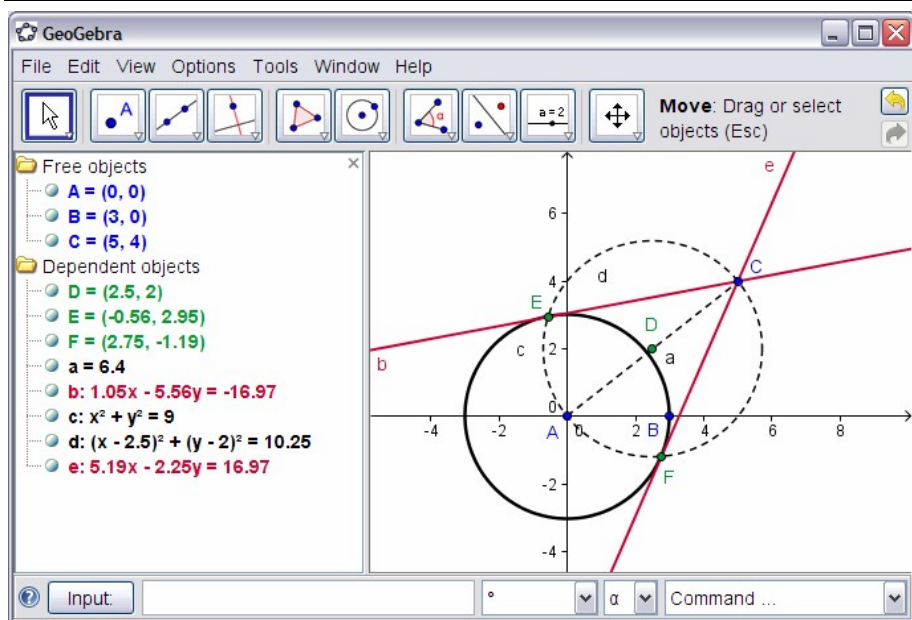 GeoGebra
File Edit View Options Tools Window Help
A
α
a=2
Move: Drag or select
objects (Esc)
Free objects
A = (0, 0)
B = (3, 0)
C = (5, 4)
Dependent objects
D = (2.5, 2)
E = (-0.56, 2.95)
F = (2.75, -1.19)
a = 6.4
b: 1.05x - 5.56y = -16.97
c: x² + y² = 9
d: (x - 2.5)² + (y - 2)² = 10.25
e: 5.19x - 2.25y = 16.97
e
6
C
4
d
E
D
c
2
a
b
0
A
-4 -2 0 2 B 4 6 8
F
-2
-4
Input:
°
α
Command ...